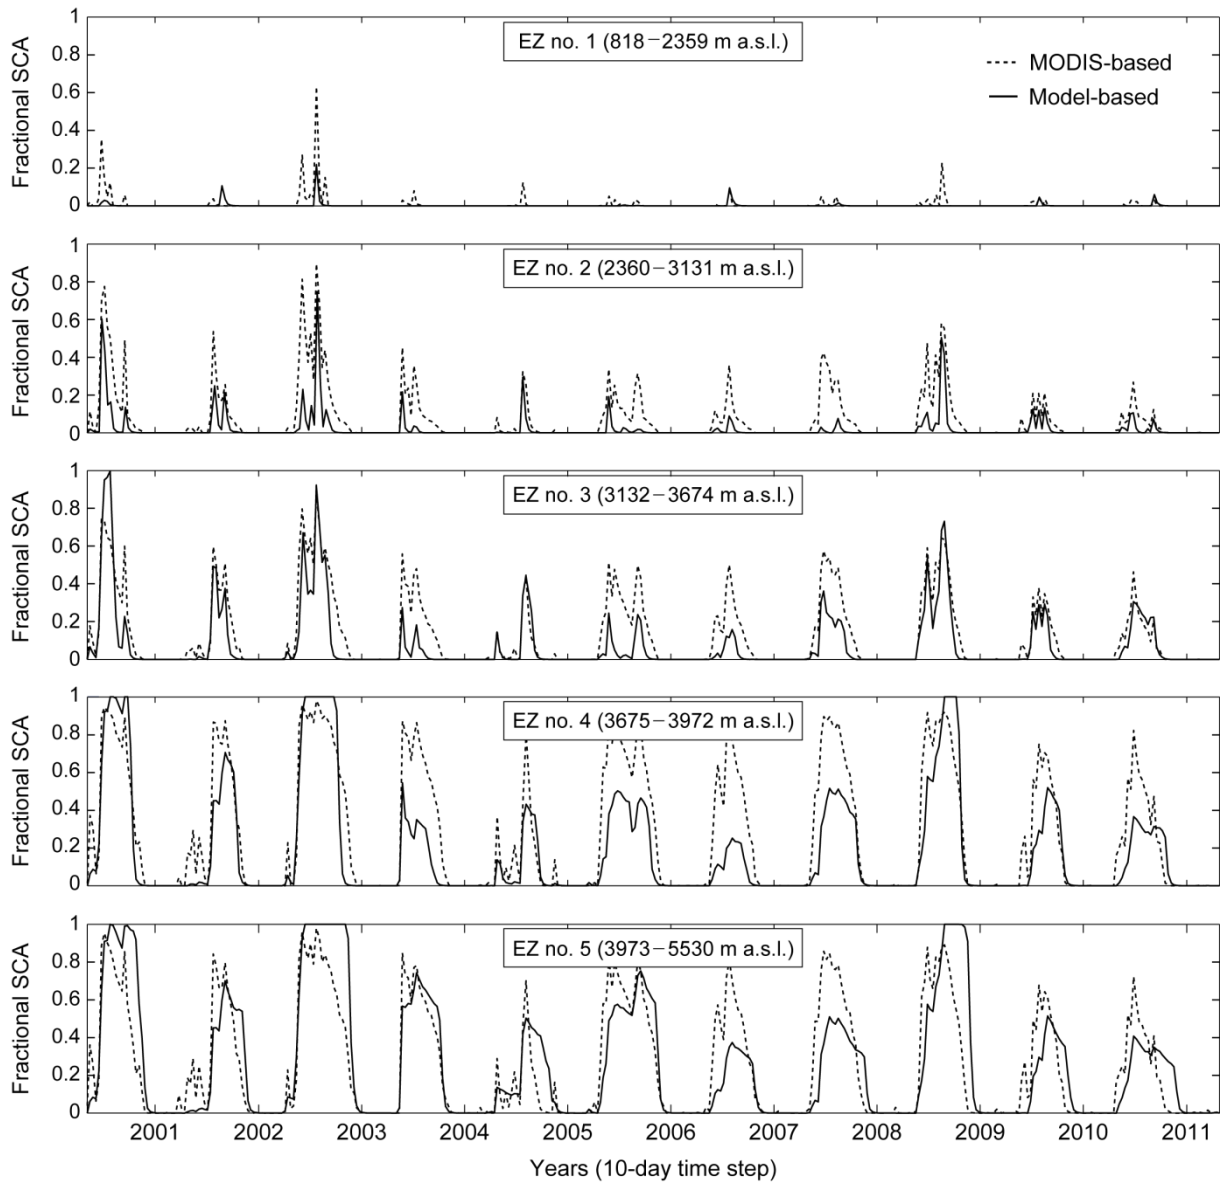 1
0.8
0.6
0.4
0.2
0
Fractional SCA
EZ no. 1 (818−2359 m a.s.l.)
MODIS-based
Model-based
1
0.8
0.6
0.4
0.2
0
Fractional SCA
EZ no. 2 (2360−3131 m a.s.l.)
1
0.8
0.6
0.4
0.2
0
Fractional SCA
EZ no. 3 (3132−3674 m a.s.l.)
1
0.8
0.6
0.4
0.2
0
Fractional SCA
EZ no. 4 (3675−3972 m a.s.l.)
1
0.8
0.6
0.4
0.2
0
Fractional SCA
EZ no. 5 (3973−5530 m a.s.l.)
2001 2002 2003 2004 2005 2006 2007 2008 2009 2010 2011
Years (10-day time step)